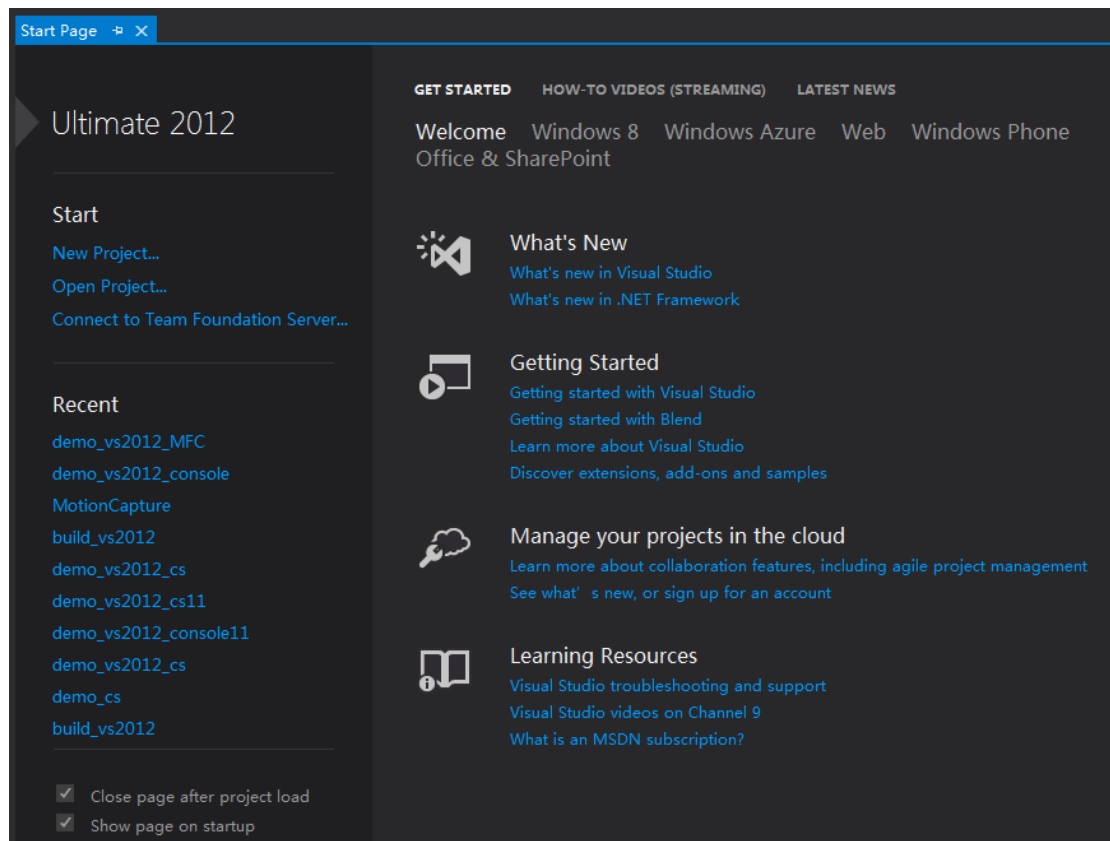 Start Page
Ultimate 2012
Start
New Project...
Open Project...
Connect to Team Foundation Server...
Recent
demo_vs2012_MFC
demo_vs2012_console
MotionCapture
build_vs2012
demo_vs2012_cs
demo_vs2012_cs11
demo_vs2012_console11
demo_vs2012_cs
demo_cs
build_vs2012
Close page after project load
Show page on startup
GET STARTED HOW-TO VIDEOS (STREAMING) LATEST NEWS
Welcome Windows 8 Windows Azure Web Windows Phone
Office & SharePoint
What's New
What's new in Visual Studio
What's new in .NET Framework
Getting Started
Getting started with Visual Studio
Getting started with Blend
Learn more about Visual Studio
Discover extensions, add-ons and samples
Manage your projects in the cloud
Learn more about collaboration features, including agile project management
See what’s new, or sign up for an account
Learning Resources
Visual Studio troubleshooting and support
Visual Studio videos on Channel 9
What is an MSDN subscription?